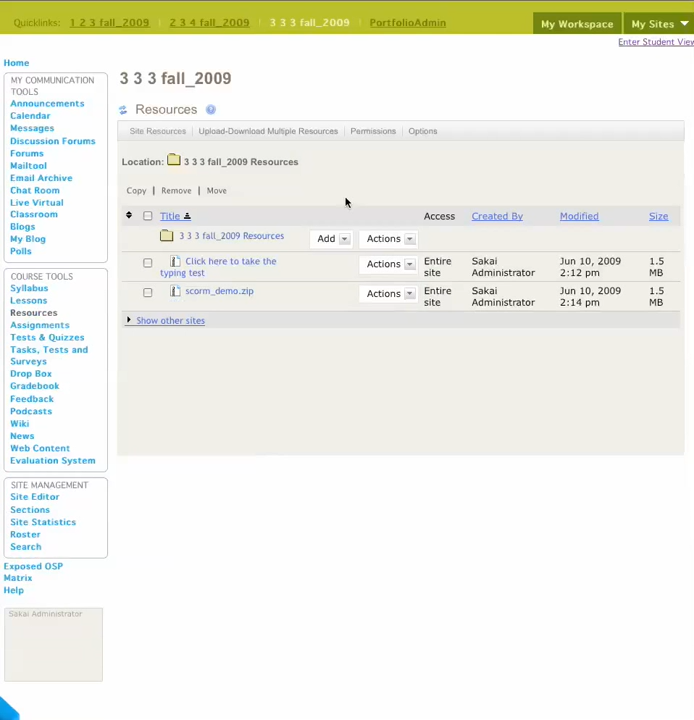 Quicklinks: 1 2 3 fall_2009 2 3 4 fall_2009 3 3 3 fall_2009 PortfolioAdmin My Workspace My Sites
Enter Student View
Home
MY COMMUNICATION
TOOLS
Announcements
Calendar
Messages
Discussion Forums
Forums
Mailtool
Email Archive
Chat Room
Live Virtual
Classroom
Blogs
My Blog
Polls
COURSE TOOLS
Syllabus
Lessons
Resources
Assignments
Tests & Quizzes
Tasks, Tests and
Surveys
Drop Box
Gradebook
Feedback
Podcasts
Wiki
News
Web Content
Evaluation System
SITE MANAGEMENT
Site Editor
Sections
Site Statistics
Roster
Search
Exposed OSP
Matrix
Help
Sakai Administrator
3 3 3 fall_2009
Resources
Site Resources | Upload-Download Multiple Resources | Permissions | Options
Location: 3 3 3 fall_2009 Resources
Copy | Remove | Move
Title Access Created By Modified Size
3 3 3 fall_2009 Resources Add Actions
Click here to take the Actions Entire Sakai Jun 10, 2009 1.5
typing test site Administrator 2:12 pm MB
scorm_demo.zip Actions Entire Sakai Jun 10, 2009 1.5
site Administrator 2:14 pm MB
Show other sites